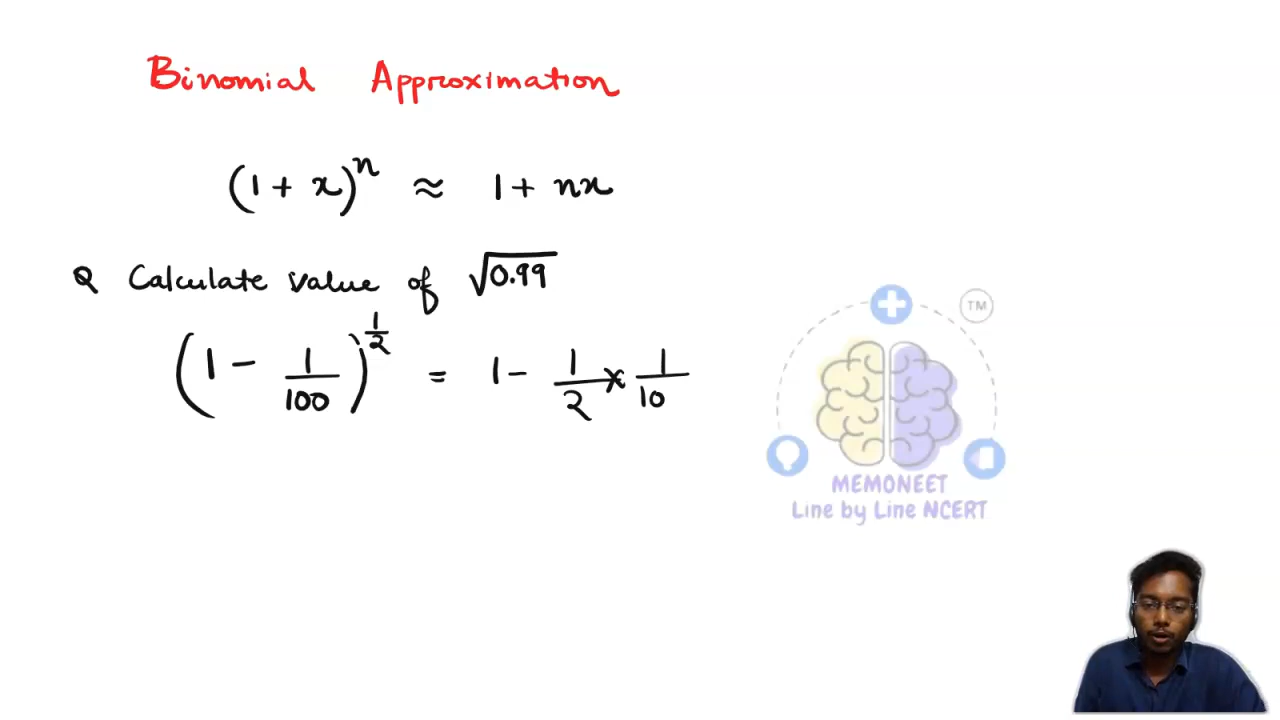 Binomial Approximation
(1 + x)^n ≈ 1 + nx
Q Calculate value of √0.99
(1 - 1/100)^1/2 = 1 - 1/2 × 1/10
TM
MEMONEET
Line by Line NCERT